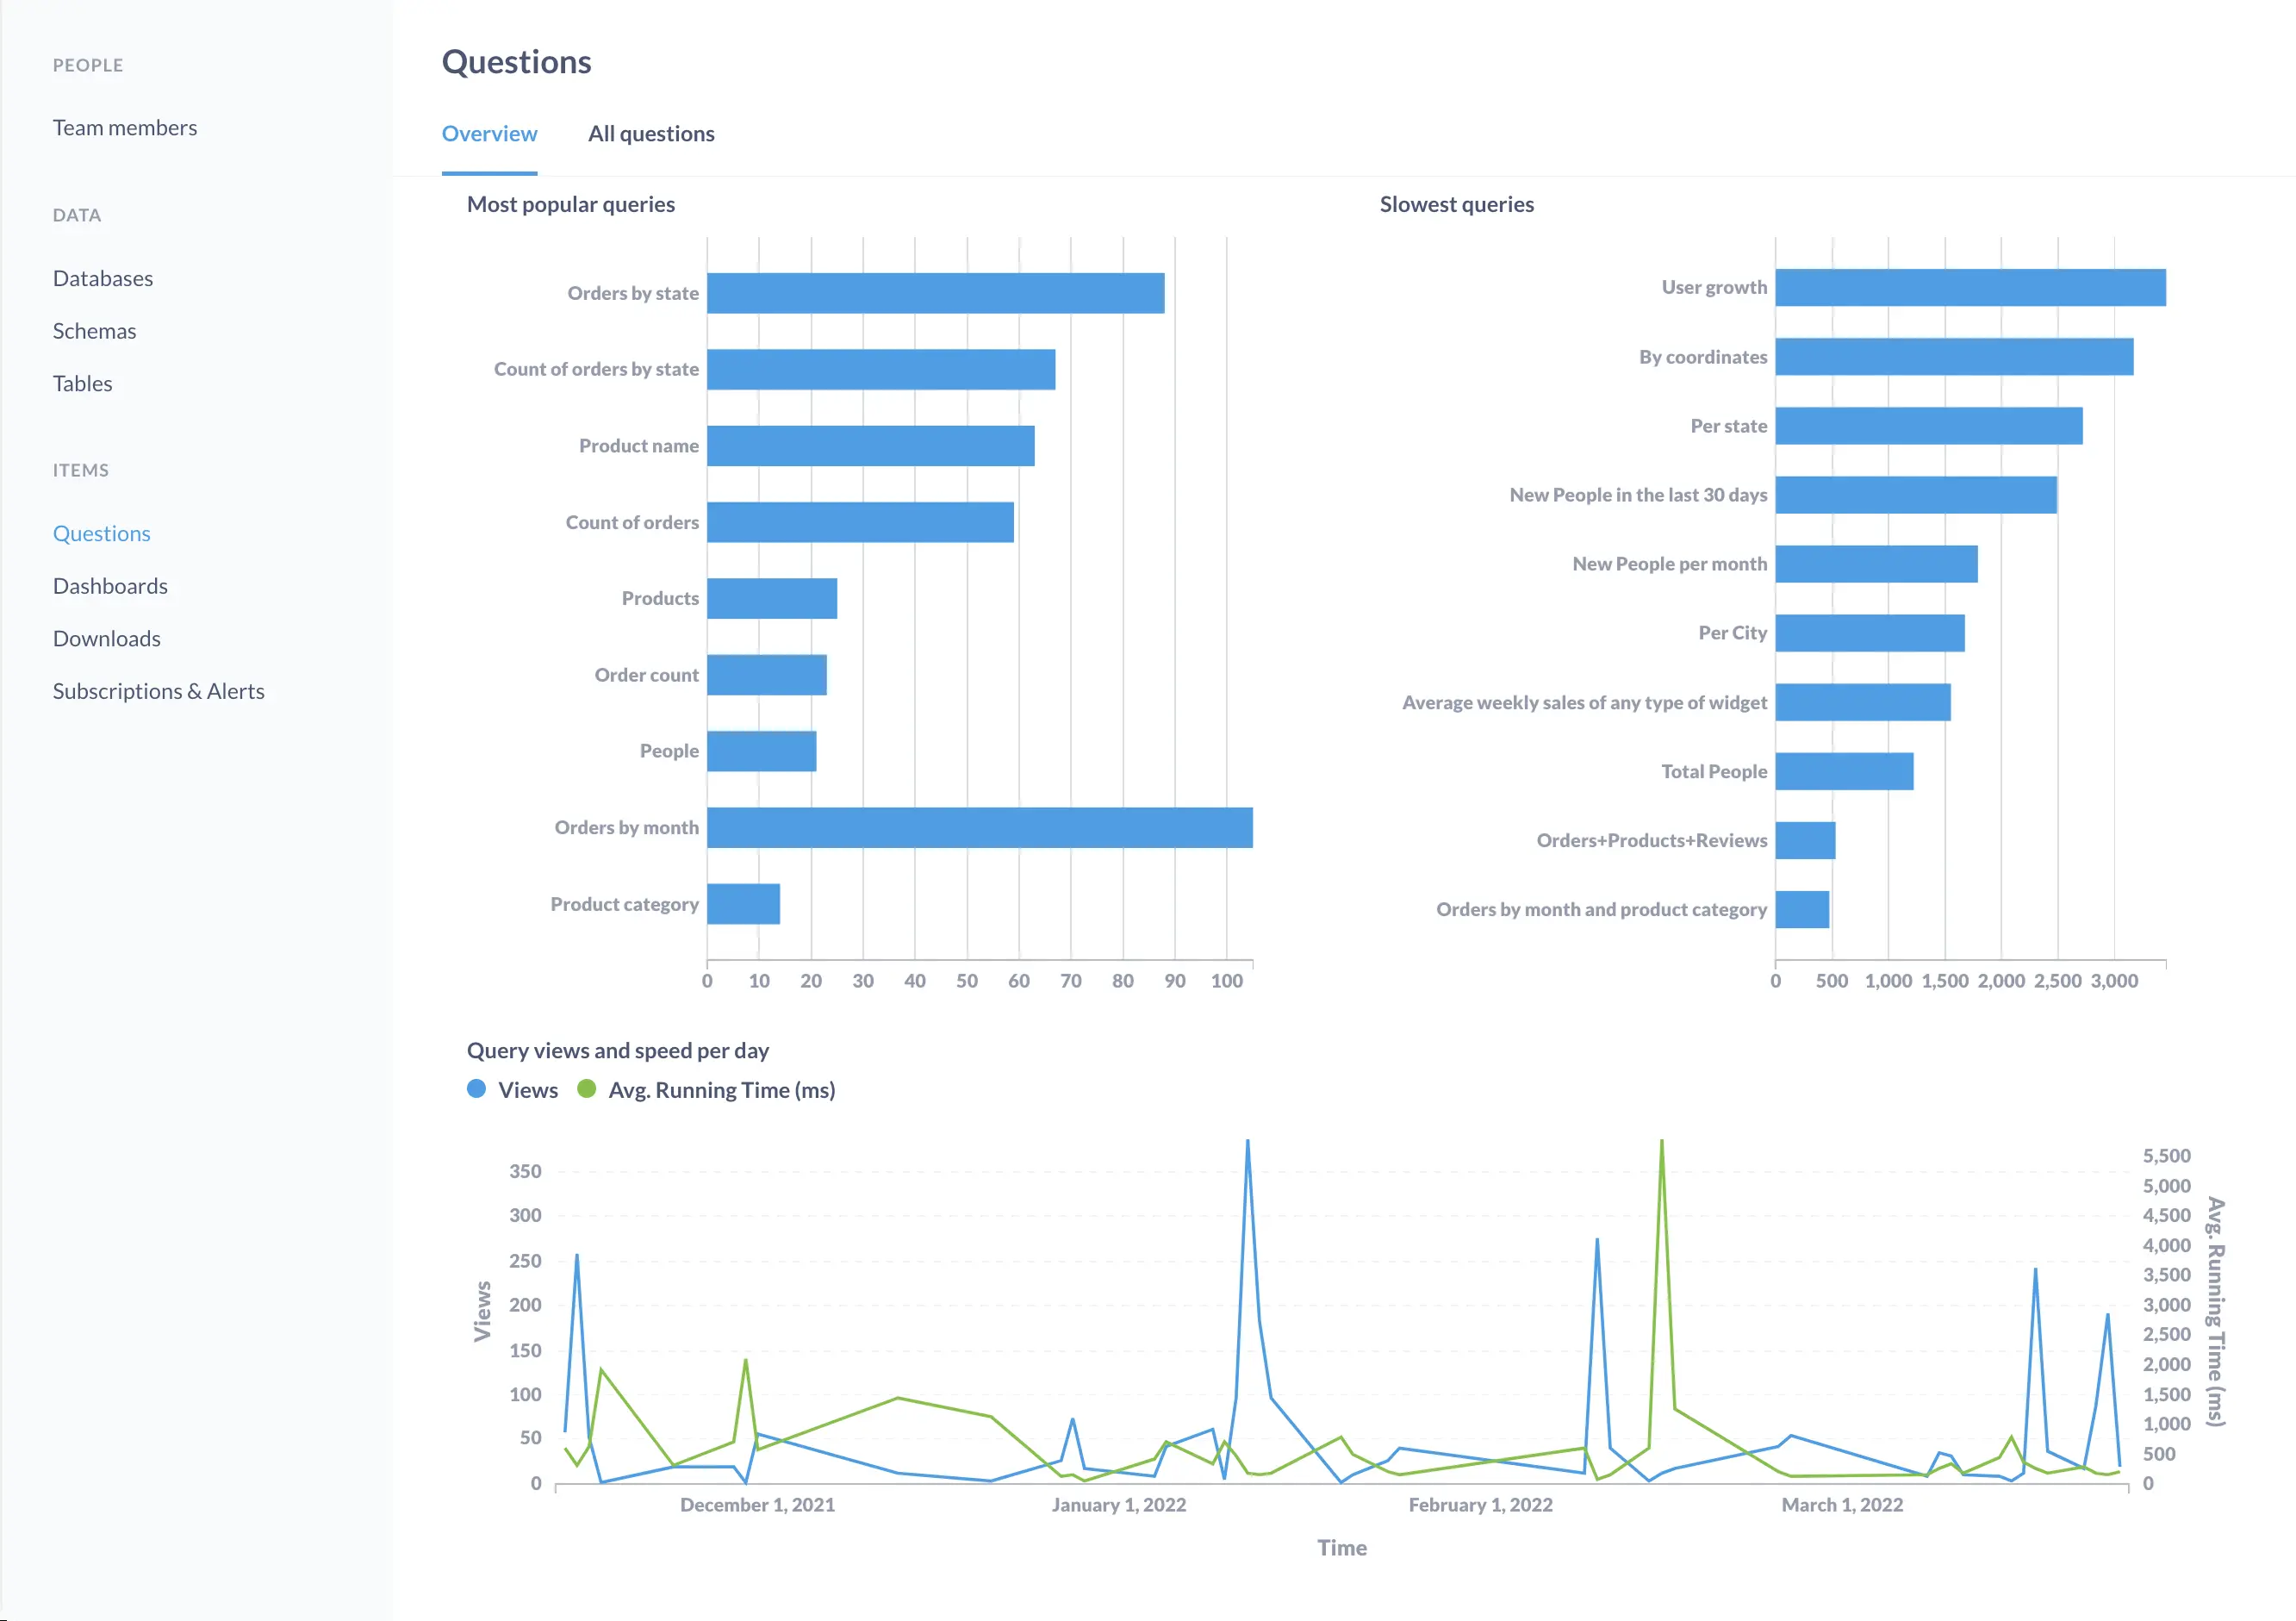 PEOPLE
Team members
DATA
Databases
Schemas
Tables
ITEMS
Questions
Dashboards
Downloads
Subscriptions & Alerts
Questions
Overview All questions
Most popular queries
Orders by state
Count of orders by state
Product name
Count of orders
Products
Order count
People
Orders by month
Product category
0 10 20 30 40 50 60 70 80 90 100
Slowest queries
User growth
By coordinates
Per state
New People in the last 30 days
New People per month
Per City
Average weekly sales of any type of widget
Total People
Orders+Products+Reviews
Orders by month and product category
0 500 1,000 1,500 2,000 2,500 3,000
Query views and speed per day
Views Avg. Running Time (ms)
Views
350
300
250
200
150
100
50
0
5,500
5,000
4,500
4,000
3,500
3,000
2,500
2,000
1,500
1,000
500
0
Avg. Running Time (ms)
December 1, 2021 January 1, 2022 February 1, 2022 March 1, 2022
Time